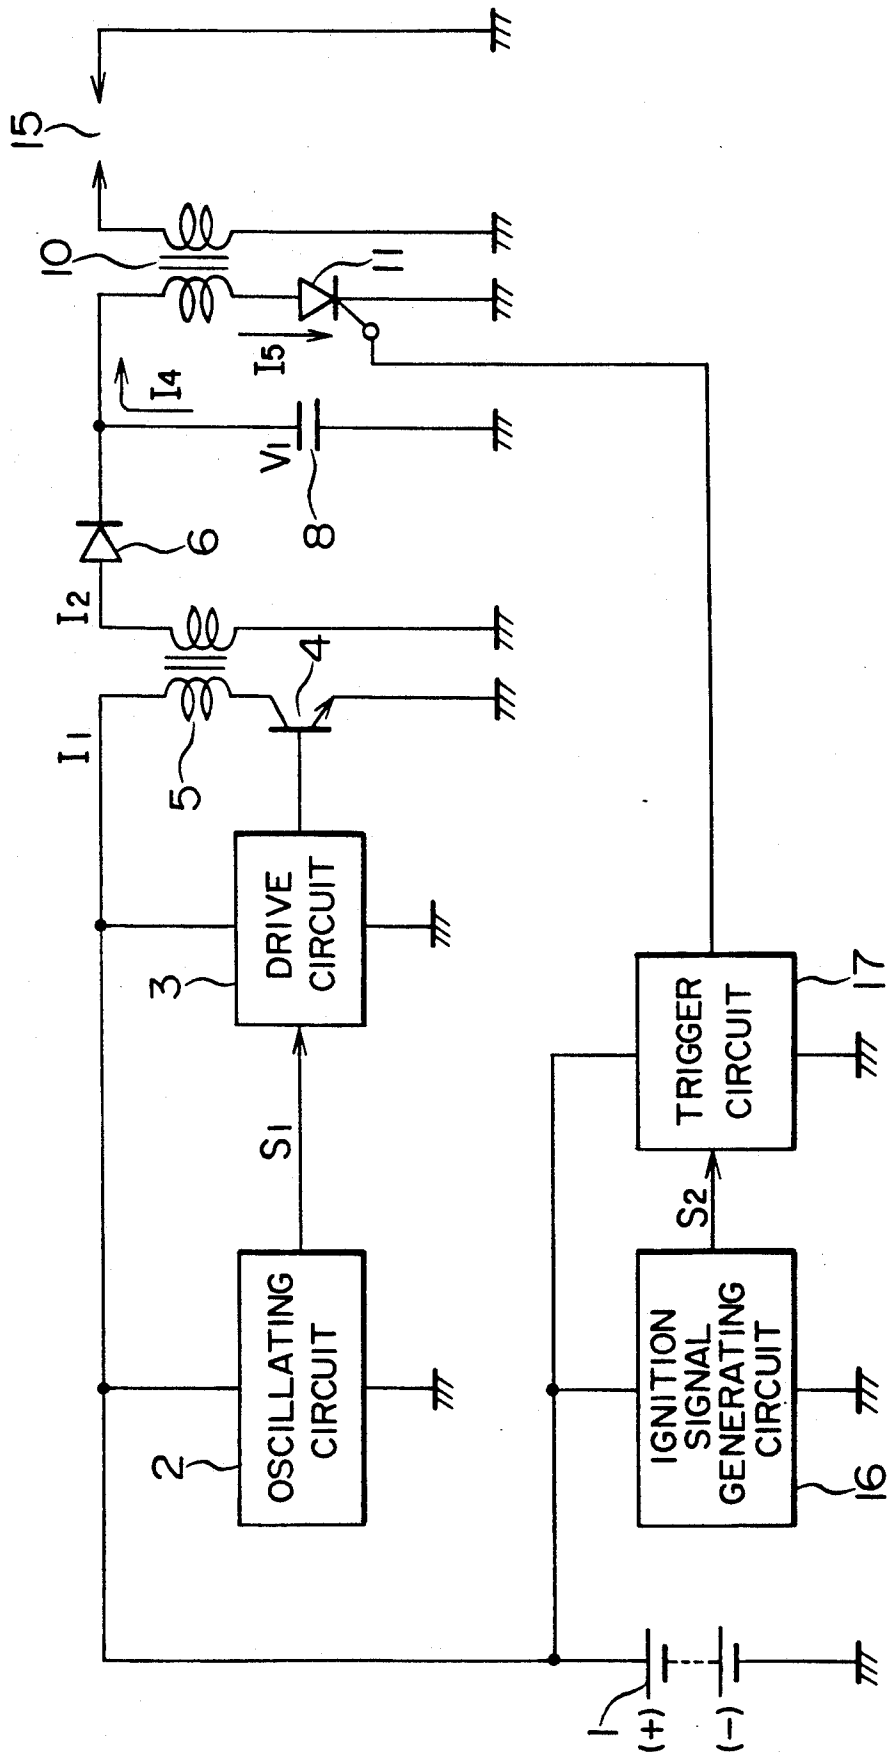 15
10
I4
I5
11
V1
8
6
I2
I1
5
4
3
DRIVE
CIRCUIT
S1
2
OSCILLATING
CIRCUIT
17
TRIGGER
CIRCUIT
S2
IGNITION
SIGNAL
GENERATING
CIRCUIT
16
1
(+)
(-)